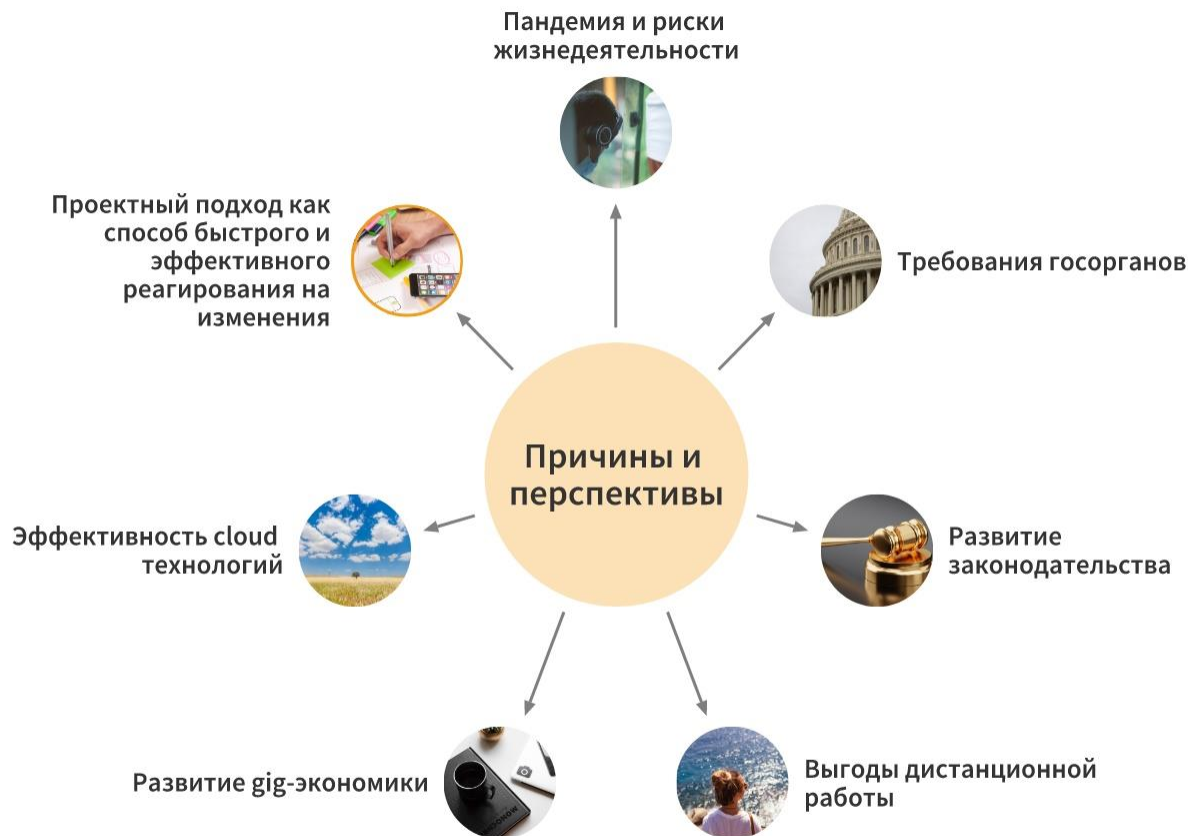 Пандемия и риски
жизнедеятельности
Проектный подход как
способ быстрого и
эффективного
реагирования на
изменения
Требования госорганов
Причины и
перспективы
Эффективность cloud
технологий
Развитие
законодательства
Развитие gig-экономики
Выгоды дистанционной
работы